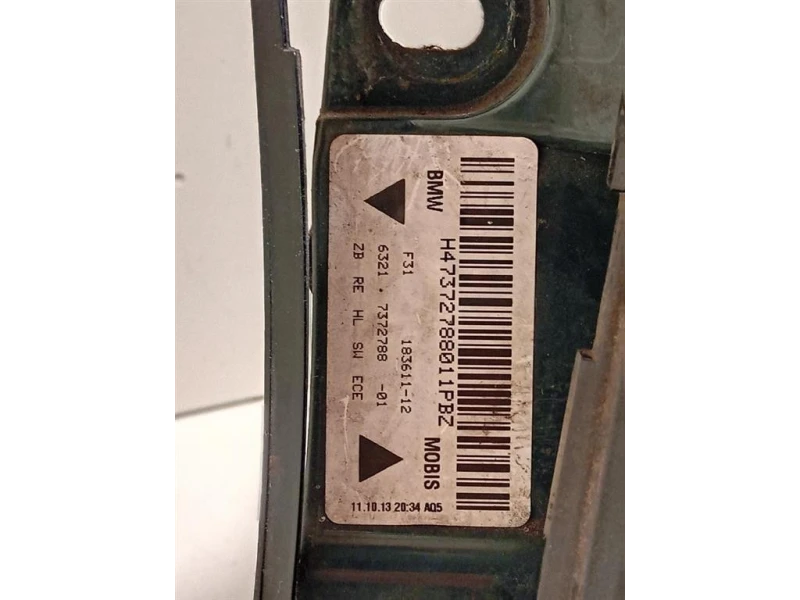 BMW MOBIS
H47372788011PBZ
F31 183611-12
6321 . 7372788 -01
ZB RE HL SW ECE
11.10.13 20:34 AQ5